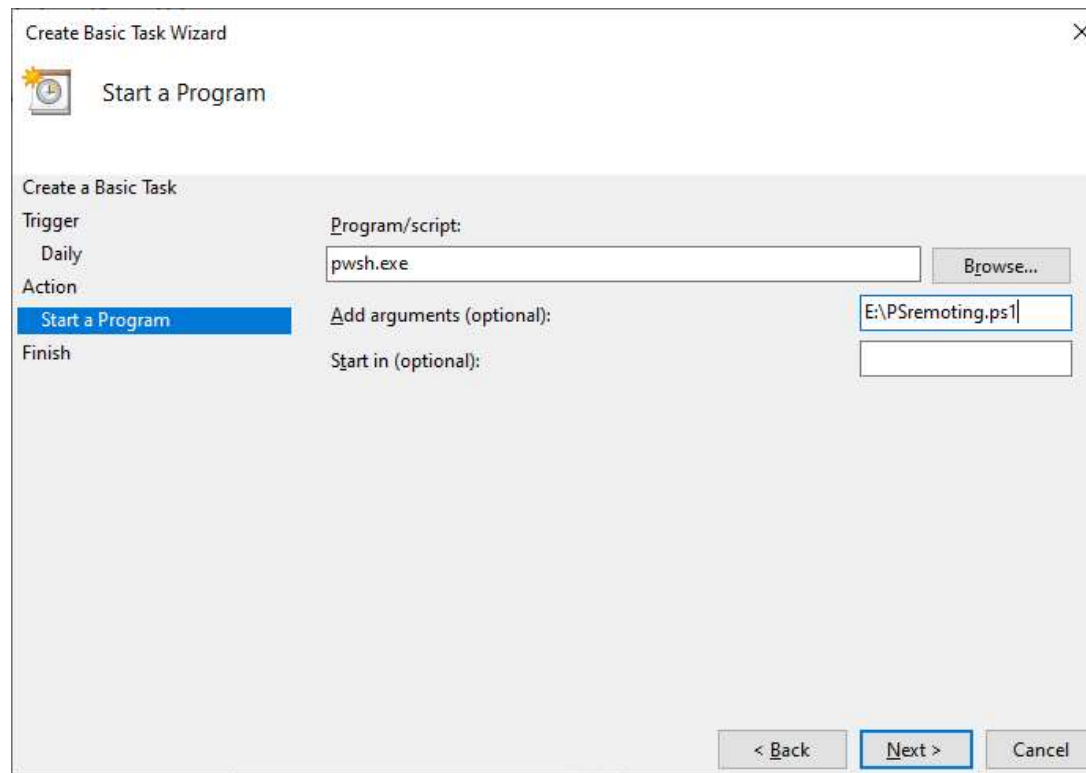 Create Basic Task Wizard
Start a Program
Create a Basic Task
Trigger
Daily
Action
Start a Program
Finish
Program/script:
pwsh.exe
Browse...
Add arguments (optional):
E:\PSremoting.ps1
Start in (optional):
< Back
Next >
Cancel